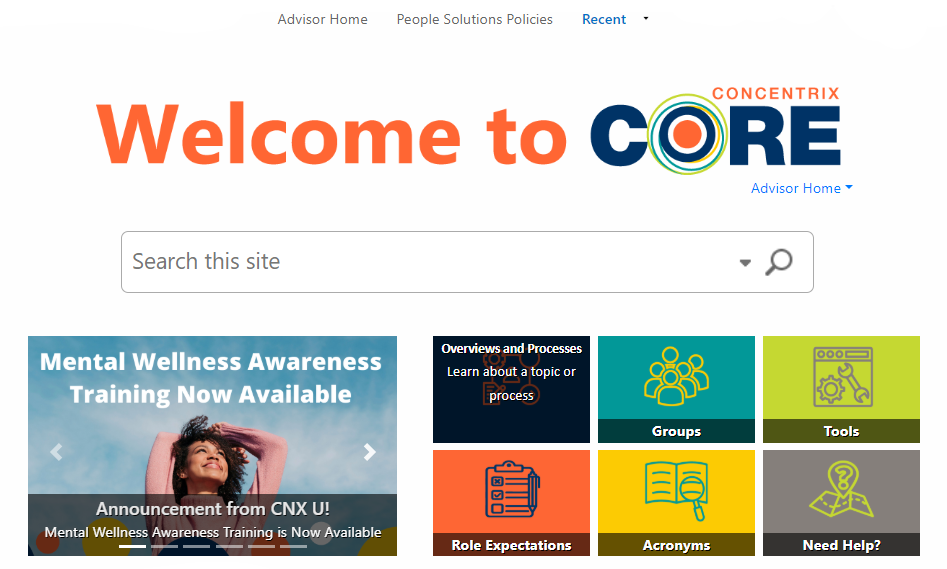 Advisor Home People Solutions Policies Recent
Welcome to CONCENTRIX CORE
Advisor Home
Search this site
Mental Wellness Awareness
Training Now Available
Announcement from CNX U!
Mental Wellness Awareness Training is Now Available
Overviews and Processes
Learn about a topic or
process
Groups
Tools
Role Expectations
Acronyms
Need Help?